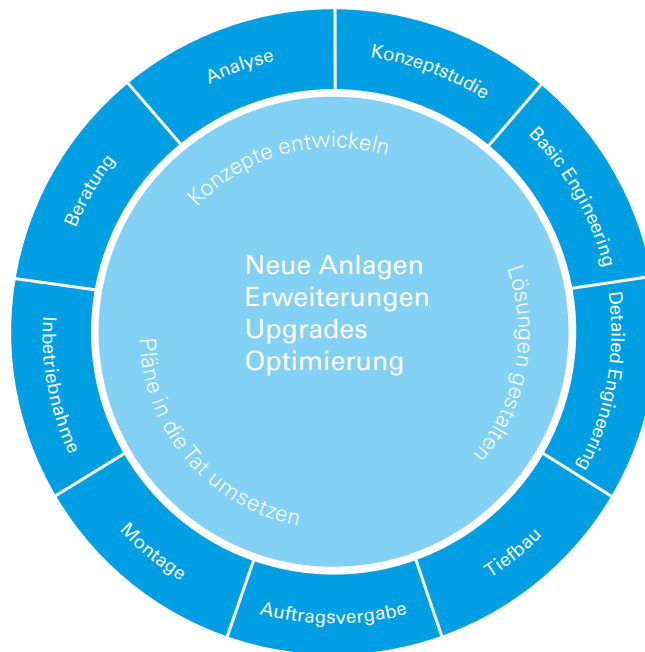 Analyse
Konzeptstudie
Basic Engineering
Detailed Engineering
Tiefbau
Auftragsvergabe
Montage
Inbetriebnahme
Beratung
Konzepte entwickeln
Lösungen gestalten
Pläne in die Tat umsetzen
Neue Anlagen
Erweiterungen
Upgrades
Optimierung